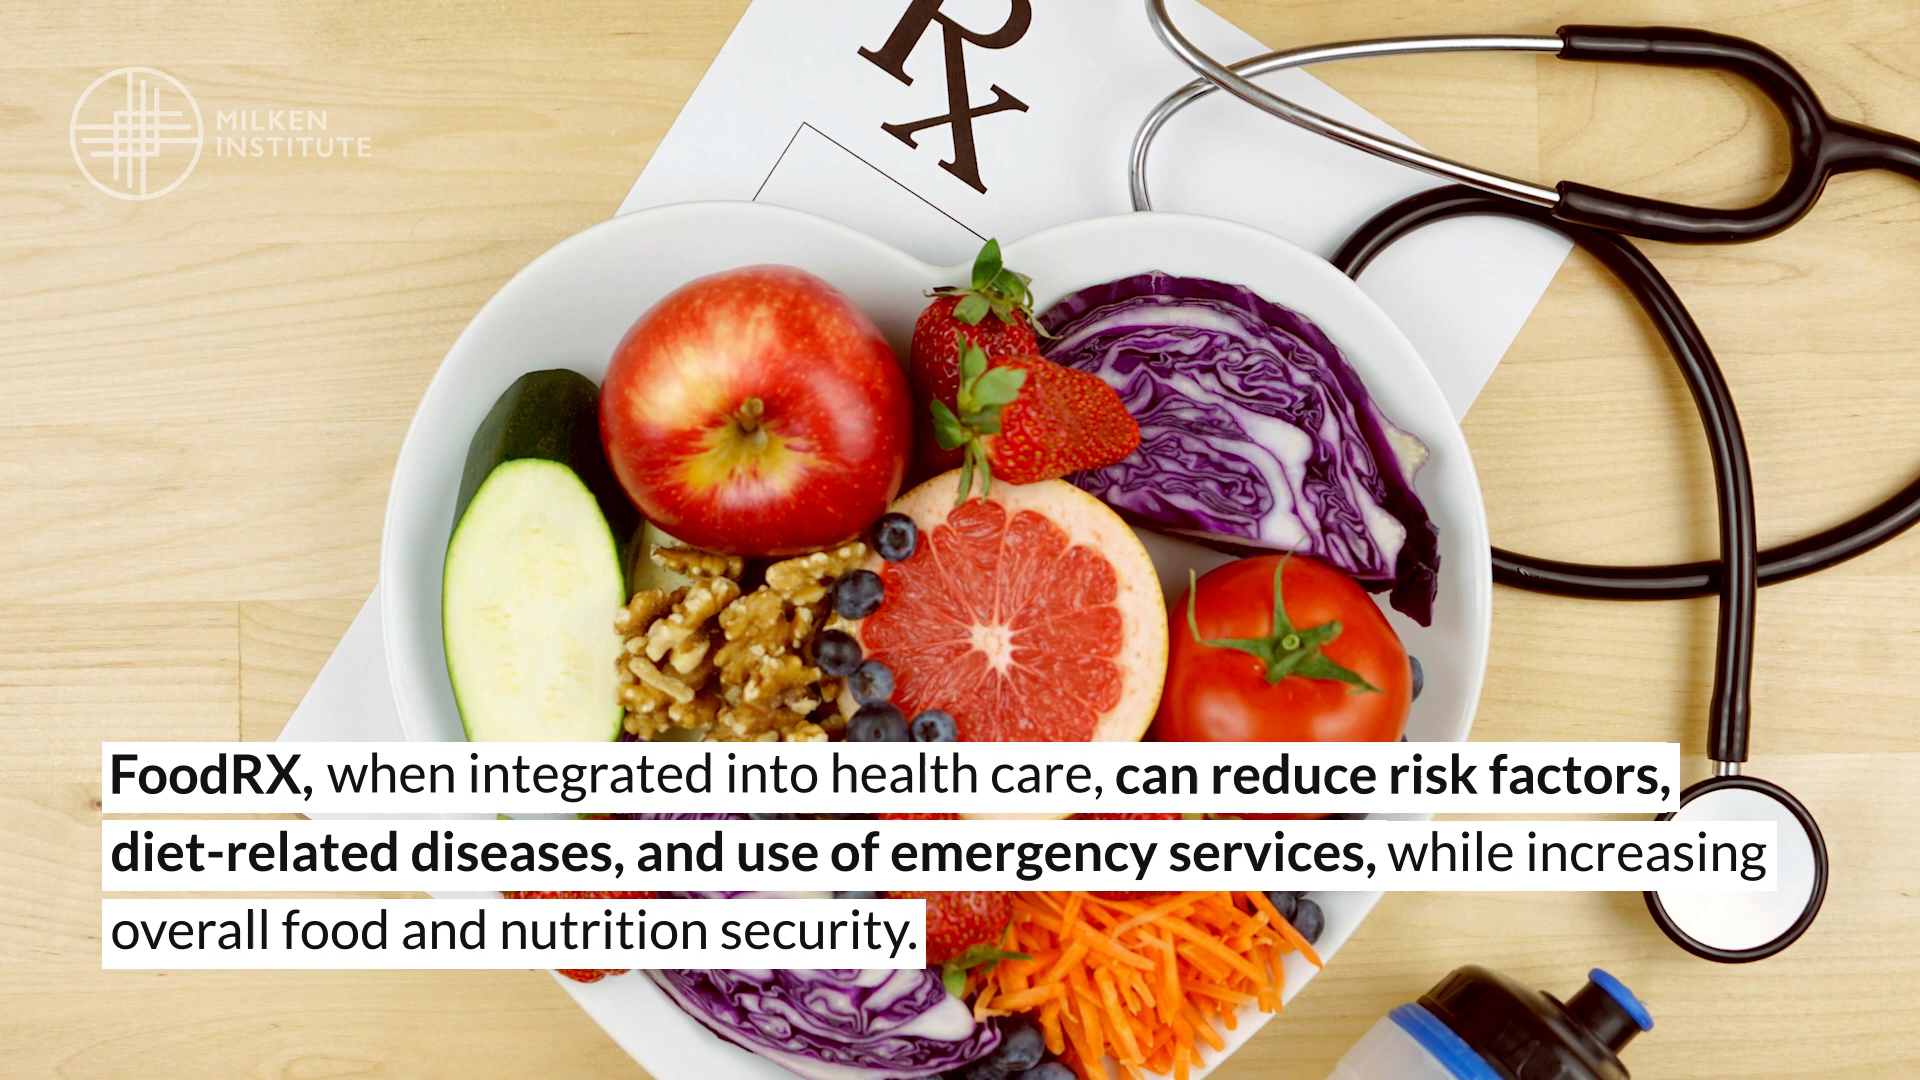 MILKEN
INSTITUTE
Rx
FoodRX, when integrated into health care, can reduce risk factors,
diet-related diseases, and use of emergency services, while increasing
overall food and nutrition security.